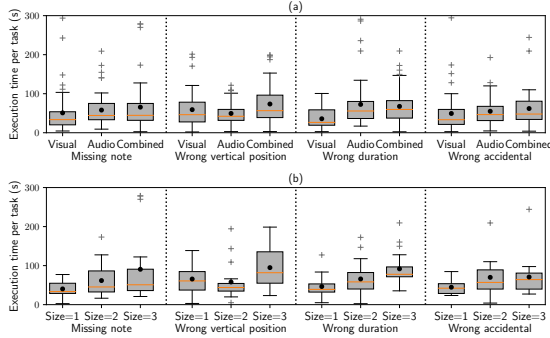 (a)
Execution time per task (s)
300
200
100
0
Visual Audio Combined Visual Audio Combined Visual Audio Combined Visual Audio Combined
Missing note Wrong vertical position Wrong duration Wrong accidental
(b)
Execution time per task (s)
300
200
100
0
Size=1 Size=2 Size=3 Size=1 Size=2 Size=3 Size=1 Size=2 Size=3 Size=1 Size=2 Size=3
Missing note Wrong vertical position Wrong duration Wrong accidental